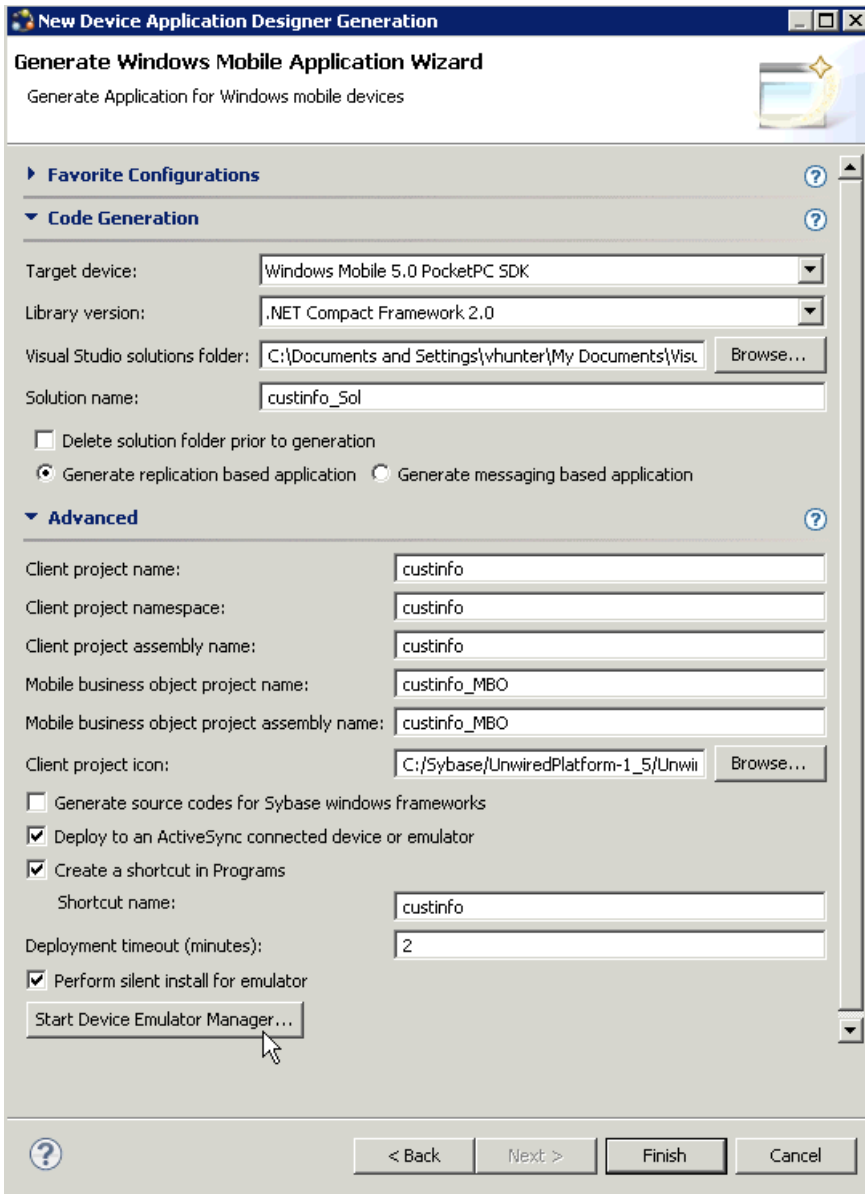 New Device Application Designer Generation
Generate Windows Mobile Application Wizard
Generate Application for Windows mobile devices
Favorite Configurations
?
Code Generation
?
Target device: Windows Mobile 5.0 PocketPC SDK
Library version: .NET Compact Framework 2.0
Visual Studio solutions folder: C:\Documents and Settings\vhunter\My Documents\Visu Browse...
Solution name: custinfo_Sol
Delete solution folder prior to generation
Generate replication based application Generate messaging based application
Advanced
?
Client project name: custinfo
Client project namespace: custinfo
Client project assembly name: custinfo
Mobile business object project name: custinfo_MBO
Mobile business object project assembly name: custinfo_MBO
Client project icon: C:/Sybase/UnwiredPlatform-1_5/Unwir Browse...
Generate source codes for Sybase windows frameworks
Deploy to an ActiveSync connected device or emulator
Create a shortcut in Programs
Shortcut name: custinfo
Deployment timeout (minutes): 2
Perform silent install for emulator
Start Device Emulator Manager...
? < Back Next > Finish Cancel